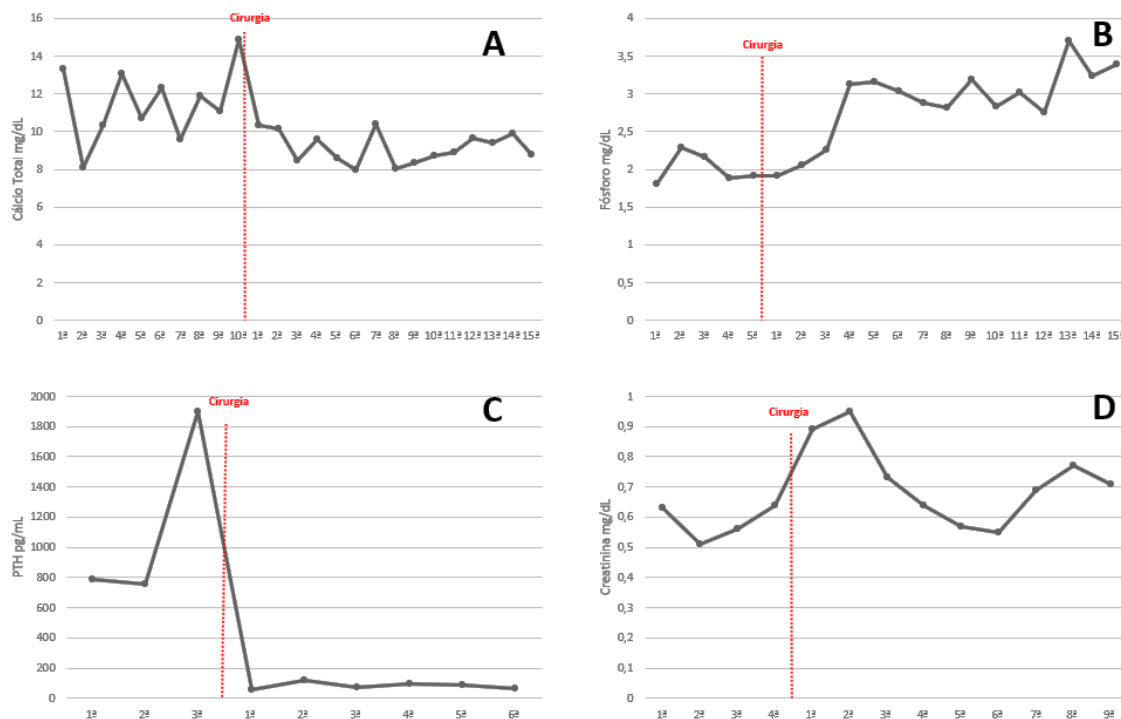 A
Cirurgia
Cálcio Total mg/dL
16
14
12
10
8
6
4
2
0
1ª 2ª 3ª 4ª 5ª 6ª 7ª 8ª 9ª 10ª 1ª 2ª 3ª 4ª 5ª 6ª 7ª 8ª 9ª 10ª 11ª 12ª 13ª 14ª 15ª
B
Cirurgia
Fósforo mg/dL
4
3,5
3
2,5
2
1,5
1
0,5
0
1ª 2ª 3ª 4ª 5ª 1ª 2ª 3ª 4ª 5ª 6ª 7ª 8ª 9ª 10ª 11ª 12ª 13ª 14ª 15ª
C
Cirurgia
PTH pg/mL
2000
1800
1600
1400
1200
1000
800
600
400
200
0
1ª 2ª 3ª 1ª 2ª 3ª 4ª 5ª 6ª
D
Cirurgia
Creatinina mg/dL
1
0,9
0,8
0,7
0,6
0,5
0,4
0,3
0,2
0,1
0
1ª 2ª 3ª 4ª 1ª 2ª 3ª 4ª 5ª 6ª 7ª 8ª 9ª